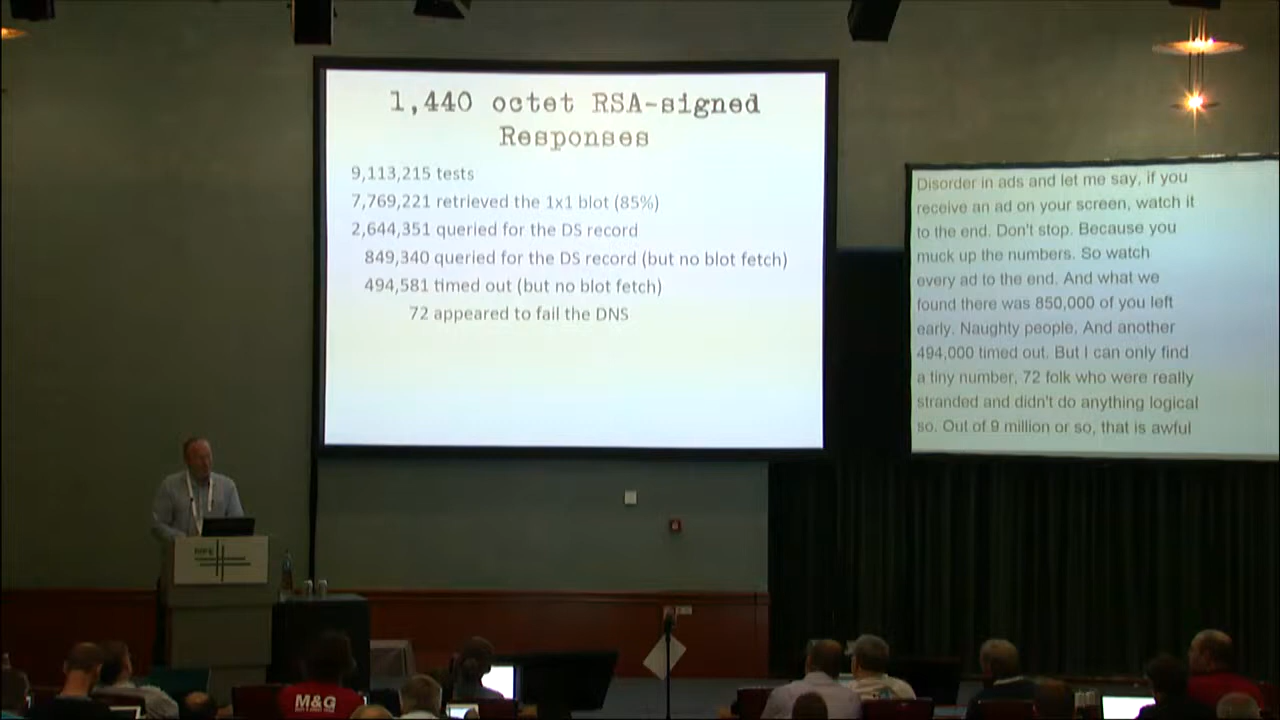 1,440 octet RSA-signed
Responses
9,113,215 tests
7,769,221 retrieved the 1x1 blot (85%)
2,644,351 queried for the DS record
849,340 queried for the DS record (but no blot fetch)
494,581 timed out (but no blot fetch)
72 appeared to fail the DNS
Disorder in ads and let me say, if you
receive an ad on your screen, watch it
to the end. Don't stop. Because you
muck up the numbers. So watch
every ad to the end. And what we
found there was 850,000 of you left
early. Naughty people, And another
494,000 timed out. But I can only find
a tiny number, 72 folk who were really
stranded and didn't do anything logical
so. Out of 9 million or so, that is awful
RIPE
M&G